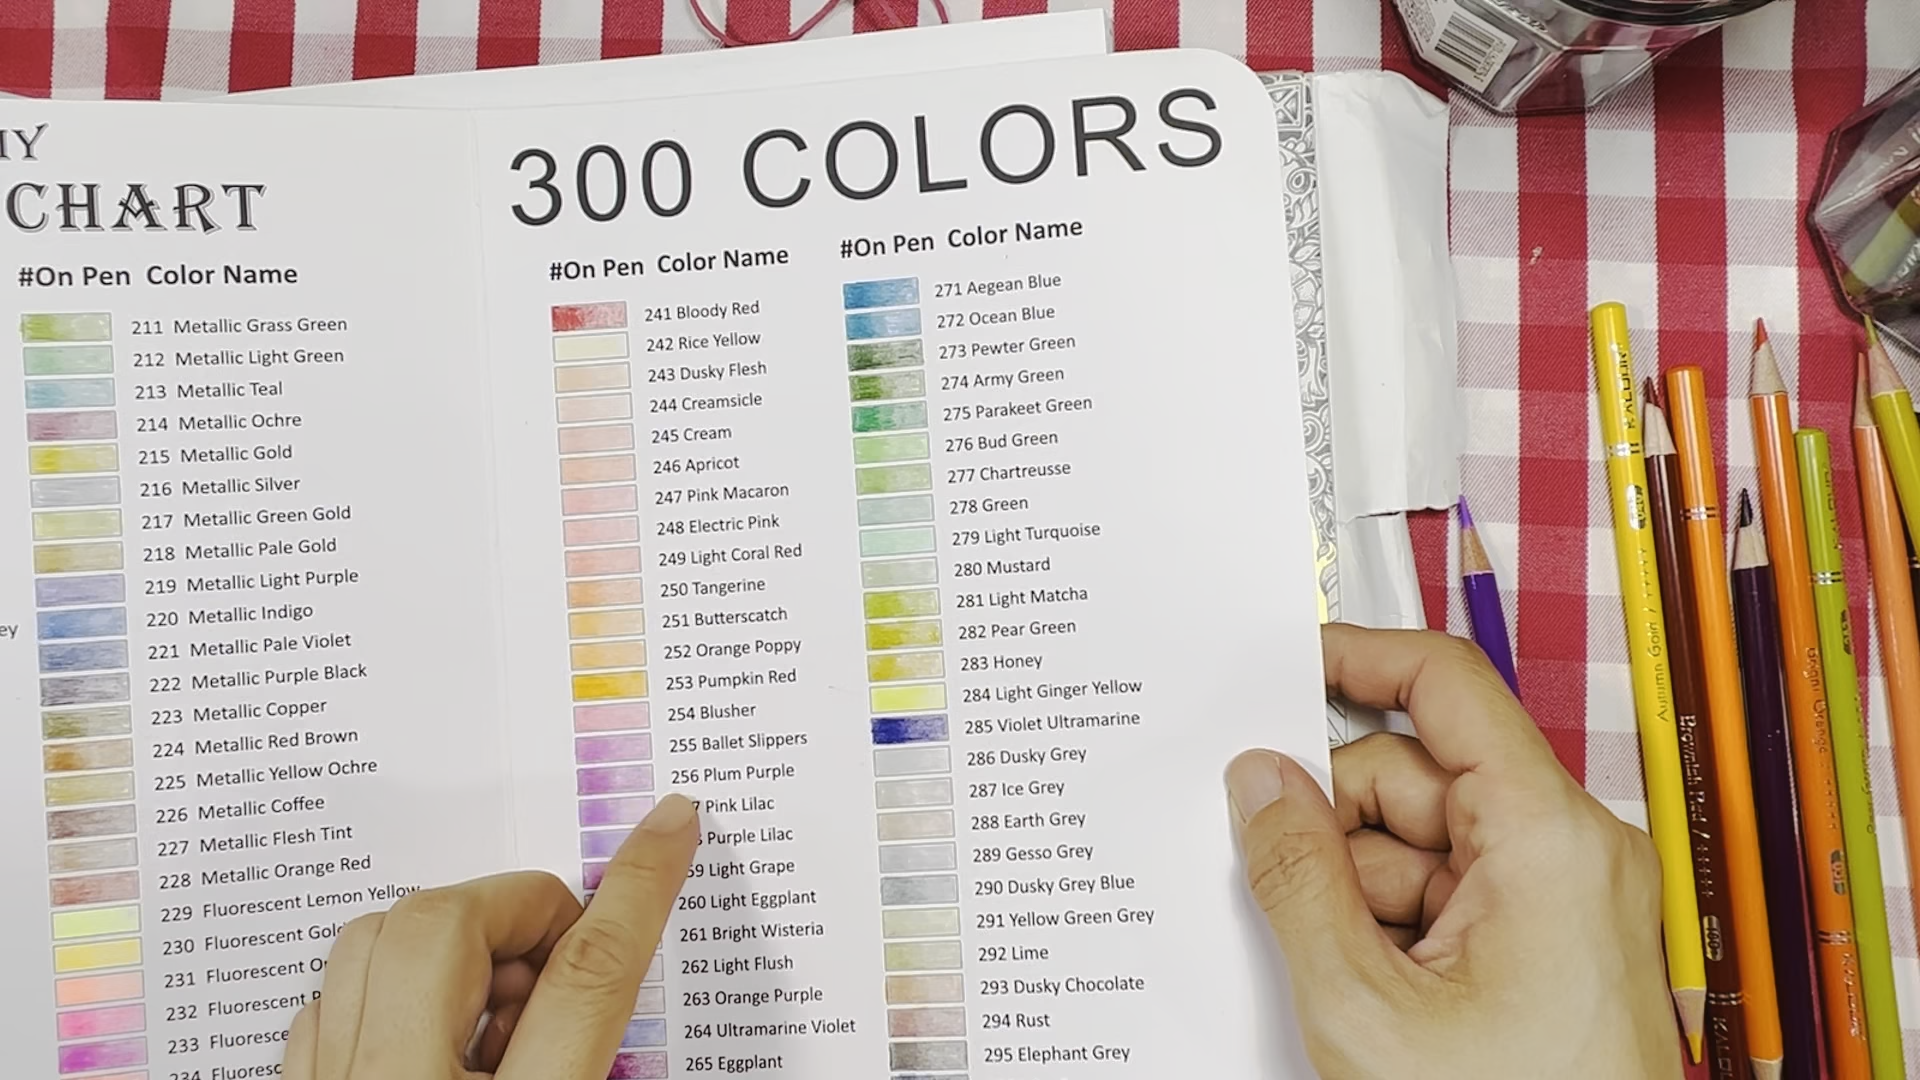 MY
CHART
300 COLORS
#On Pen Color Name
211 Metallic Grass Green
212 Metallic Light Green
213 Metallic Teal
214 Metallic Ochre
215 Metallic Gold
216 Metallic Silver
217 Metallic Green Gold
218 Metallic Pale Gold
219 Metallic Light Purple
220 Metallic Indigo
221 Metallic Pale Violet
222 Metallic Purple Black
223 Metallic Copper
224 Metallic Red Brown
225 Metallic Yellow Ochre
226 Metallic Coffee
227 Metallic Flesh Tint
228 Metallic Orange Red
229 Fluorescent Lemon Yellow
230 Fluorescent
231 Fluorescent
232 Fluorescent
233
234
ey
#On Pen Color Name
241 Bloody Red
242 Rice Yellow
243 Dusky Flesh
244 Creamsicle
245 Cream
246 Apricot
247 Pink Macaron
248 Electric Pink
249 Light Coral Red
250 Tangerine
251 Butterscatch
252 Orange Poppy
253 Pumpkin Red
254 Blusher
255 Ballet Slippers
256 Plum Purple
7 Pink Lilac
Purple Lilac
59 Light Grape
260 Light Eggplant
261 Bright Wisteria
262 Light Flush
263 Orange Purple
264 Ultramarine Violet
265 Eggplant
#On Pen Color Name
271 Aegean Blue
272 Ocean Blue
273 Pewter Green
274 Army Green
275 Parakeet Green
276 Bud Green
277 Chartreusse
278 Green
279 Light Turquoise
280 Mustard
281 Light Matcha
282 Pear Green
283 Honey
284 Light Ginger Yellow
285 Violet Ultramarine
286 Dusky Grey
287 Ice Grey
288 Earth Grey
289 Gesso Grey
290 Dusky Grey Blue
291 Yellow Green Grey
292 Lime
293 Dusky Chocolate
294 Rust
295 Elephant Grey
KALOUR
Autumn Gold
Brownish Red